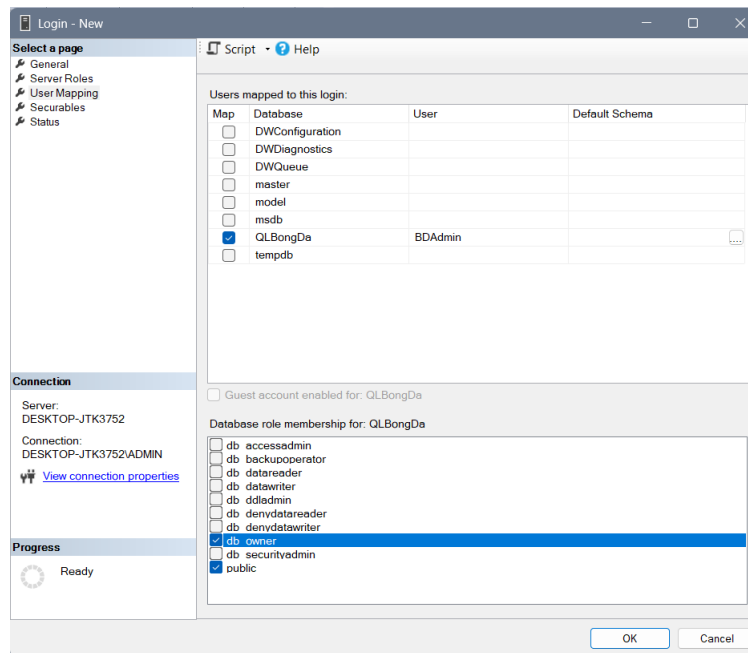 Login - New
Select a page
General
Server Roles
User Mapping
Securables
Status
Script
Help
Users mapped to this login:
Map Database User Default Schema
DWConfiguration
DWDiagnostics
DWQueue
master
model
msdb
QLBongDa BDAdmin ...
tempdb
Guest account enabled for: QLBongDa
Database role membership for: QLBongDa
db_accessadmin
db_backupoperator
db_datareader
db_datawriter
db_ddladmin
db_denydatareader
db_denydatawriter
db_owner
db_securityadmin
public
Connection
Server:
DESKTOP-JTK3752
Connection:
DESKTOP-JTK3752\ADMIN
View connection properties
Progress
Ready
OK Cancel